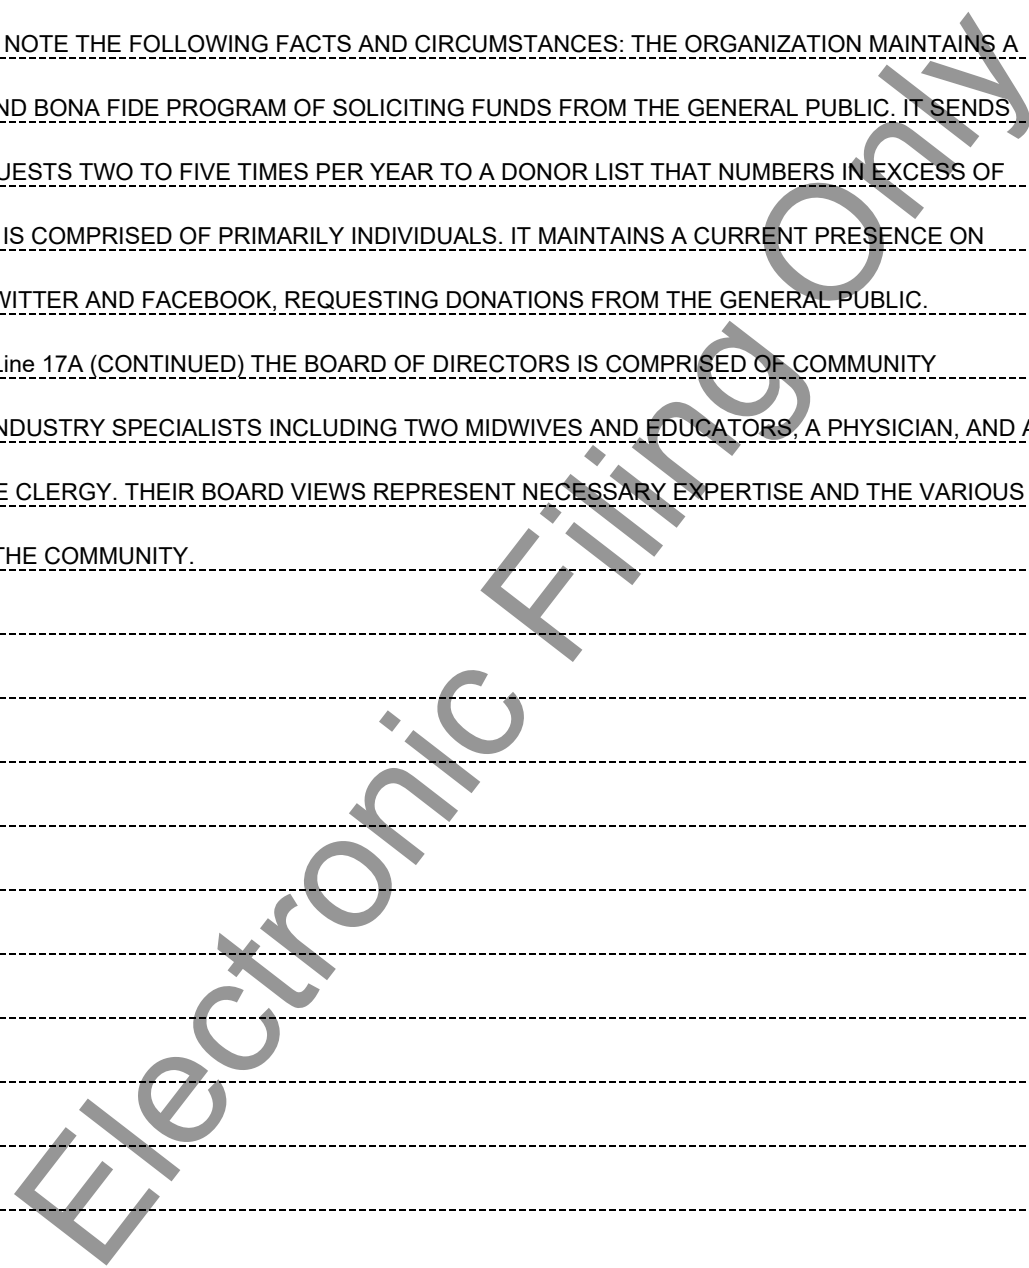 NOTE THE FOLLOWING FACTS AND CIRCUMSTANCES: THE ORGANIZATION MAINTAINS A
ND BONA FIDE PROGRAM OF SOLICITING FUNDS FROM THE GENERAL PUBLIC. IT SENDS
UESTS TWO TO FIVE TIMES PER YEAR TO A DONOR LIST THAT NUMBERS IN EXCESS OF
IS COMPRISED OF PRIMARILY INDIVIDUALS. IT MAINTAINS A CURRENT PRESENCE ON
WITTER AND FACEBOOK, REQUESTING DONATIONS FROM THE GENERAL PUBLIC.
Line 17A (CONTINUED) THE BOARD OF DIRECTORS IS COMPRISED OF COMMUNITY
NDUSTRY SPECIALISTS INCLUDING TWO MIDWIVES AND EDUCATORS, A PHYSICIAN, AND A
E CLERGY. THEIR BOARD VIEWS REPRESENT NECESSARY EXPERTISE AND THE VARIOUS
THE COMMUNITY.
Electronic Filing Only